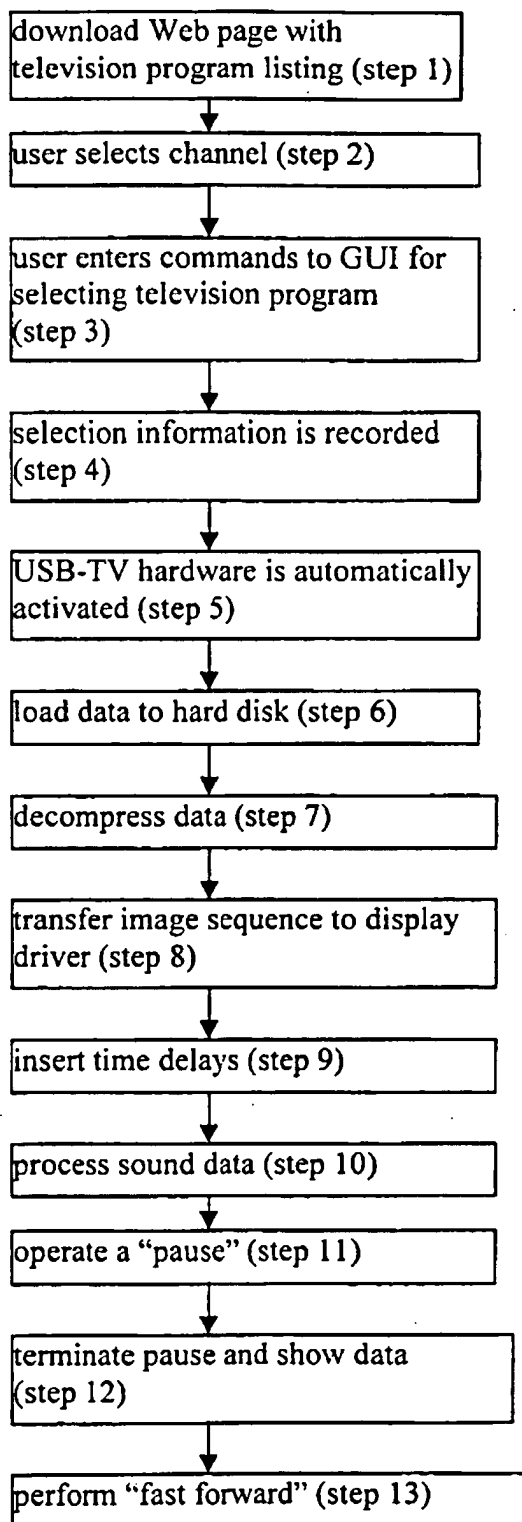 download Web page with
television program listing (step 1)
user selects channel (step 2)
user enters commands to GUI for
selecting television program
(step 3)
selection information is recorded
(step 4)
USB-TV hardware is automatically
activated (step 5)
load data to hard disk (step 6)
decompress data (step 7)
transfer image sequence to display
driver (step 8)
insert time delays (step 9)
process sound data (step 10)
operate a “pause” (step 11)
terminate pause and show data
(step 12)
perform “fast forward” (step 13)